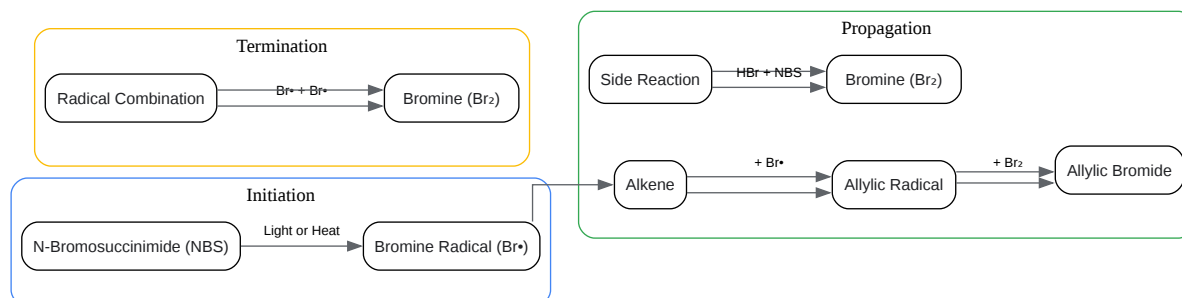 Termination
Radical Combination
Br• + Br•
Bromine (Br₂)
Initiation
N-Bromosuccinimide (NBS)
Light or Heat
Bromine Radical (Br•)
Propagation
Side Reaction
HBr + NBS
Bromine (Br₂)
Alkene
+ Br•
Allylic Radical
+ Br₂
Allylic Bromide